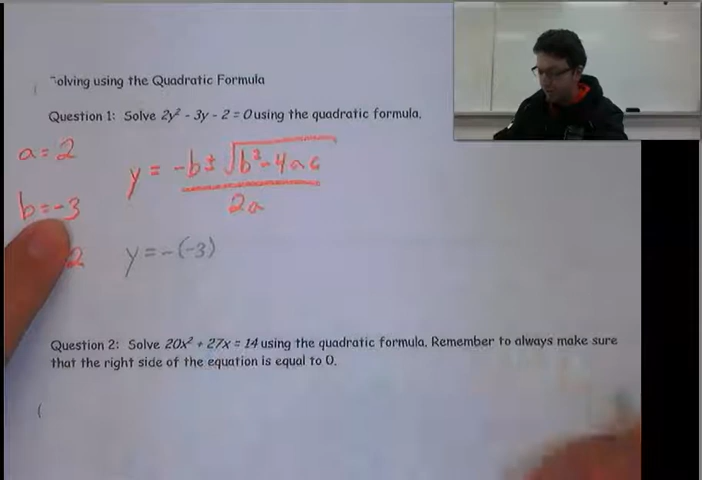 olving using the Quadratic Formula
Question 1: Solve 2y² - 3y - 2 = 0 using the quadratic formula.
a = 2
y = -b ± √b² - 4ac
2a
b = -3
2
y = -(-3)
Question 2: Solve 20x² + 27x = 14 using the quadratic formula. Remember to always make sure
that the right side of the equation is equal to 0.
(